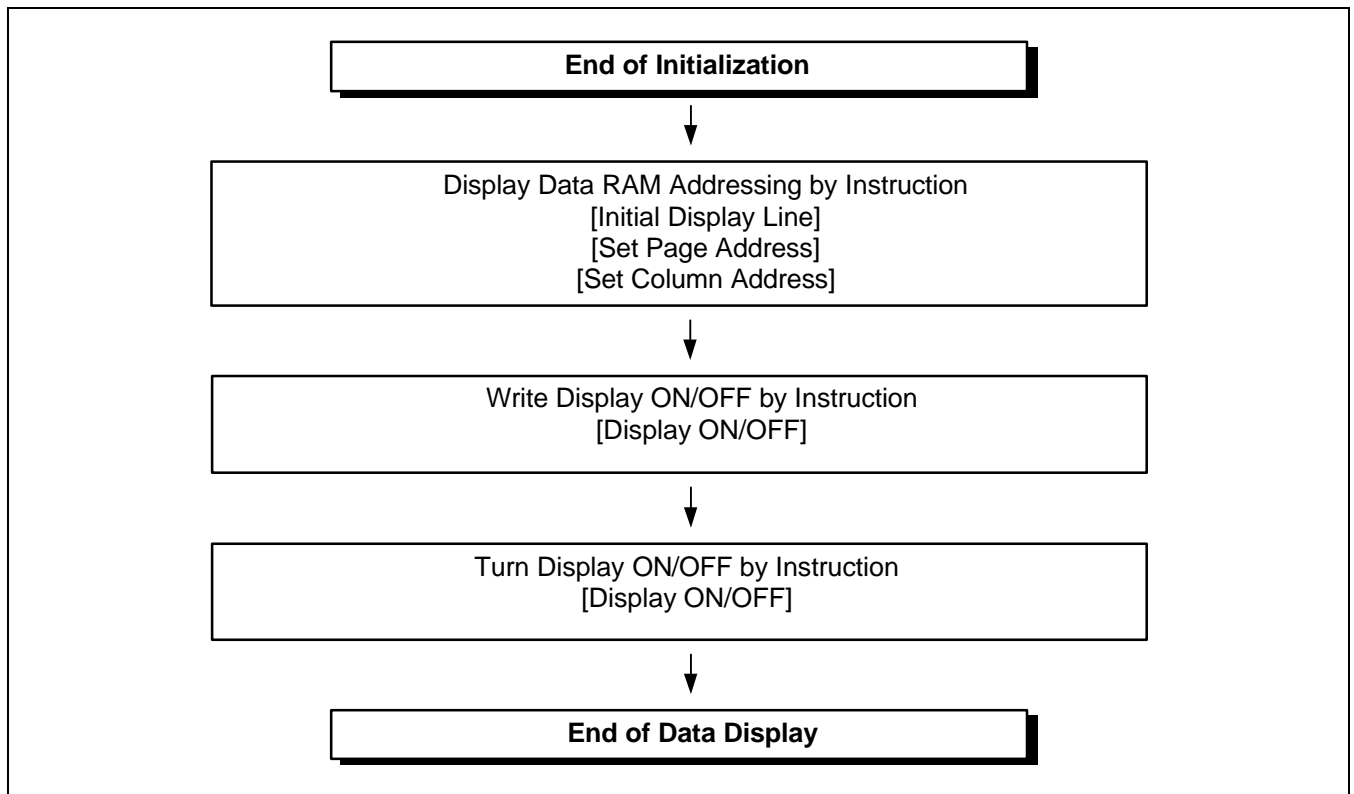 End of Initialization
Display Data RAM Addressing by Instruction
[Initial Display Line]
[Set Page Address]
[Set Column Address]
Write Display ON/OFF by Instruction
[Display ON/OFF]
Turn Display ON/OFF by Instruction
[Display ON/OFF]
End of Data Display